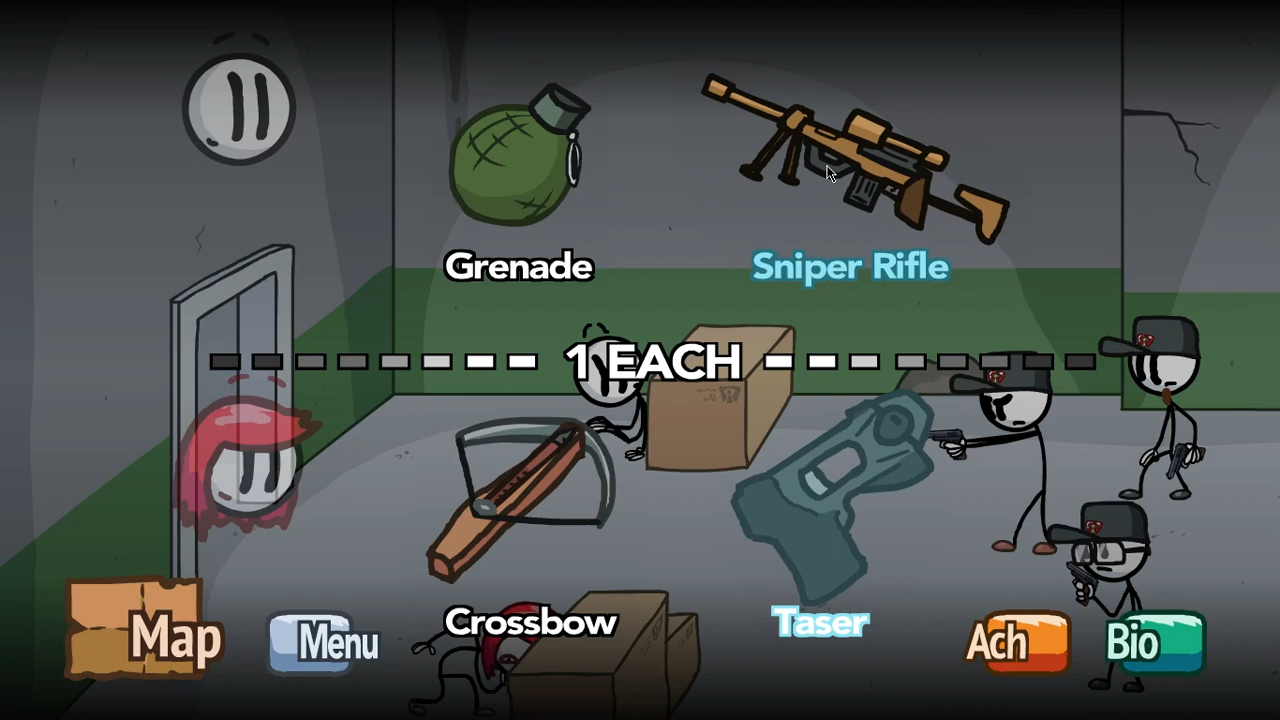 Grenade
Sniper Rifle
1 EACH
Crossbow
Taser
Map
Menu
Ach
Bio